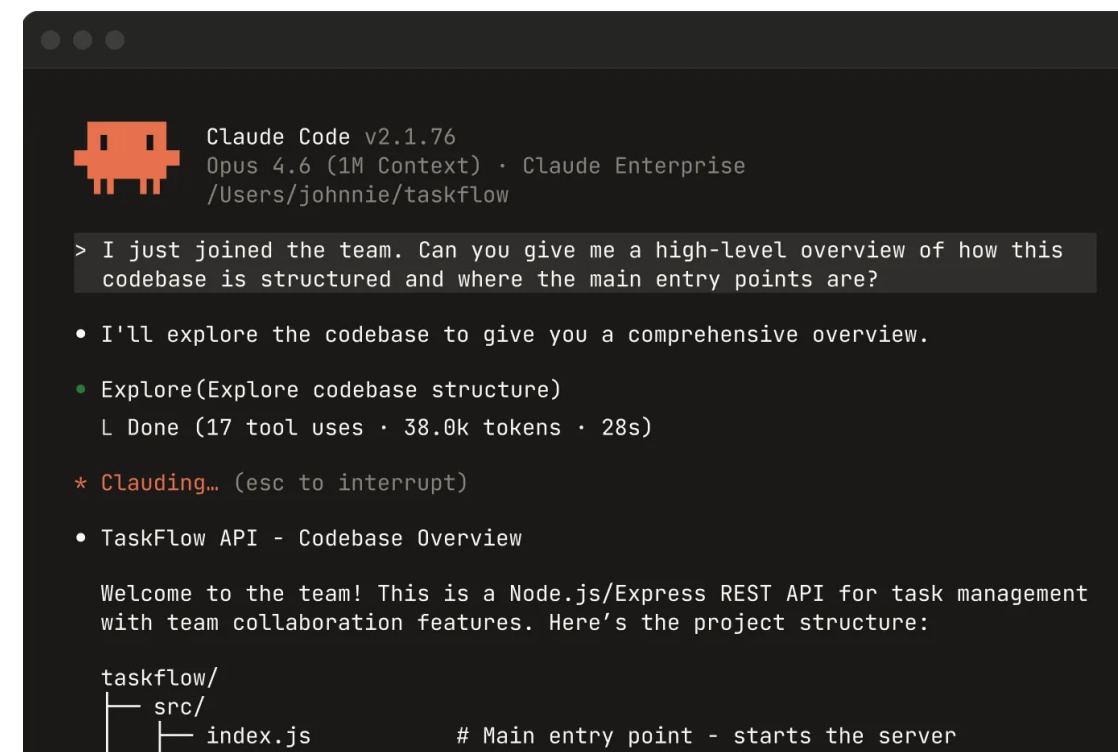 Claude Code v2.1.76
Opus 4.6 (1M Context) · Claude Enterprise
/Users/johnnie/taskflow
> I just joined the team. Can you give me a high-level overview of how this
codebase is structured and where the main entry points are?
• I'll explore the codebase to give you a comprehensive overview.
• Explore(Explore codebase structure)
L Done (17 tool uses · 38.0k tokens · 28s)
* Clauding… (esc to interrupt)
• TaskFlow API - Codebase Overview
Welcome to the team! This is a Node.js/Express REST API for task management
with team collaboration features. Here’s the project structure:
taskflow/
├── src/
│   ├── index.js # Main entry point - starts the server